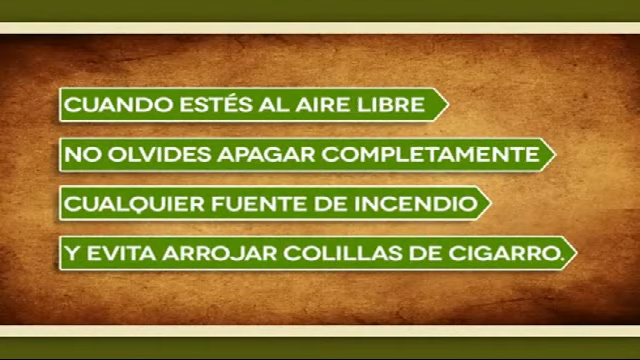 CUANDO ESTÉS AL AIRE LIBRE
NO OLVIDES APAGAR COMPLETAMENTE
CUALQUIER FUENTE DE INCENDIO
Y EVITA ARROJAR COLILLAS DE CIGARRO.